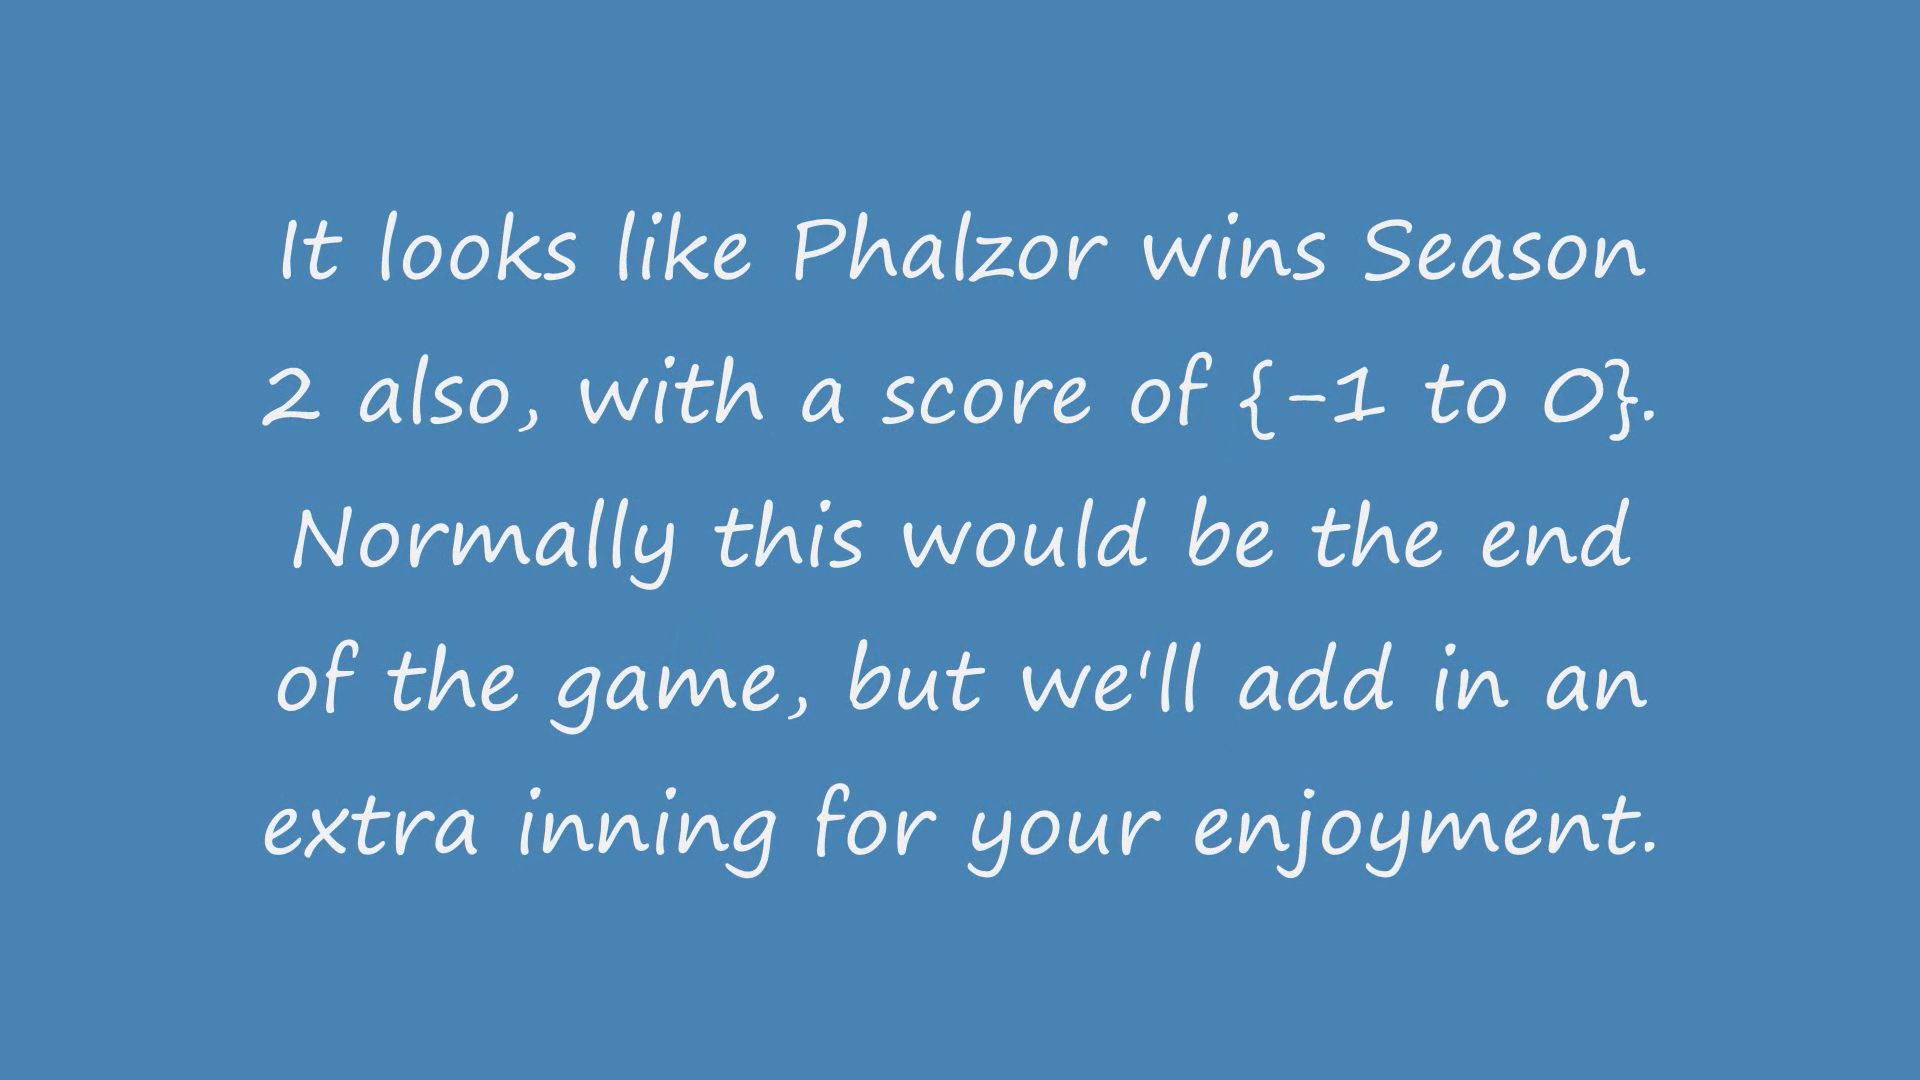 It looks like Phalzor wins Season
2 also, with a score of {-1 to 0}.
Normally this would be the end
of the game, but we'll add in an
extra inning for your enjoyment.